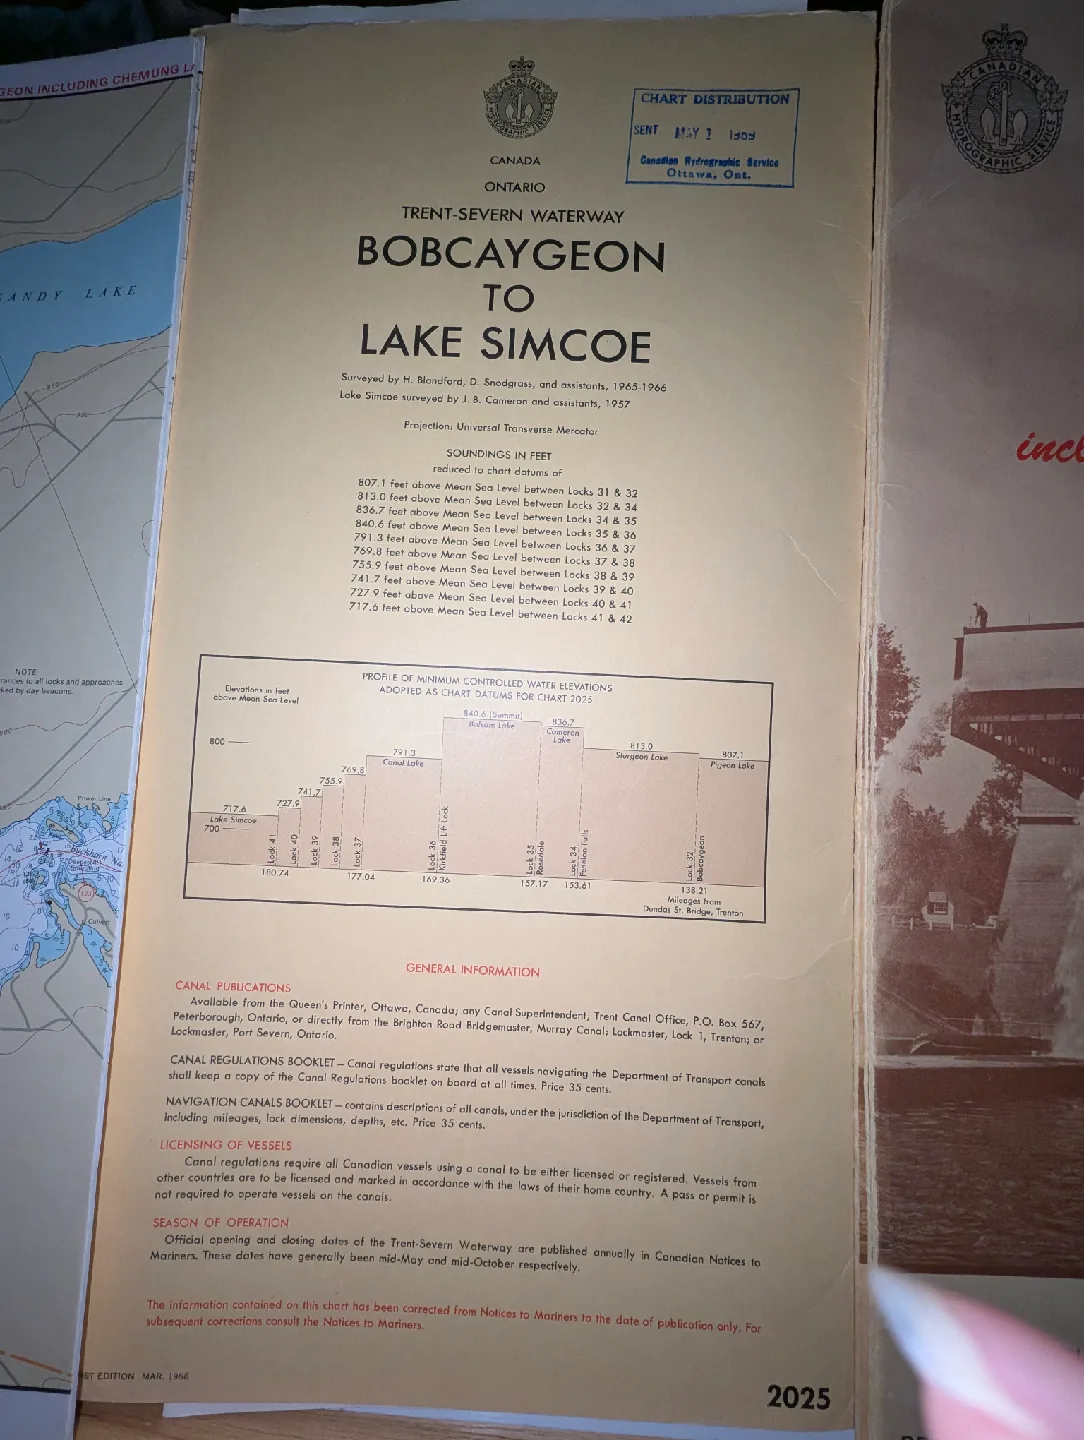 GEON INCLUDING CHEMUNG LA
SANDY LAKE
NOTE
rances to all locks and approaches
ked by day beacons.
CANADIAN HYDROGRAPHIC SERVICE
CHART DISTRIBUTION
SENT MAY 1 1969
Canadian Hydrographic Service
Ottawa, Ont.
CANADA
ONTARIO
TRENT-SEVERN WATERWAY
BOBCAYGEON
TO
LAKE SIMCOE
Surveyed by H. Blandford, D. Snodgrass, and assistants, 1965-1966
Lake Simcoe surveyed by J. B. Cameron and assistants, 1957
Projection: Universal Transverse Mercator
SOUNDINGS IN FEET
reduced to chart datums of
807.1 feet above Mean Sea Level between Locks 31 & 32
813.0 feet above Mean Sea Level between Locks 32 & 34
836.7 feet above Mean Sea Level between Locks 34 & 35
840.6 feet above Mean Sea Level between Locks 35 & 36
791.3 feet above Mean Sea Level between Locks 36 & 37
769.8 feet above Mean Sea Level between Locks 37 & 38
755.9 feet above Mean Sea Level between Locks 38 & 39
741.7 feet above Mean Sea Level between Locks 39 & 40
727.9 feet above Mean Sea Level between Locks 40 & 41
717.6 feet above Mean Sea Level between Locks 41 & 42
PROFILE OF MINIMUM CONTROLLED WATER ELEVATIONS
ADOPTED AS CHART DATUMS FOR CHART 2025
Elevations in feet
above Mean Sea Level
800
700
717.6
Lake Simcoe
727.9
741.7
755.9
769.8
791.3
Canal Lake
840.6 (Summit)
Balsam Lake
836.7
Cameron
Lake
813.0
Sturgeon Lake
807.1
Pigeon Lake
Lock 41
Lock 40
Lock 39
Lock 38
Lock 37
Lock 36
Kirkfield Lift Lock
Lock 35
Rosedale
Lock 34
Fenelon Falls
Lock 32
Bobcaygeon
180.74
177.04
169.36
157.17
153.61
138.21
Mileages from
Dundas St. Bridge, Trenton
GENERAL INFORMATION
CANAL PUBLICATIONS
Available from the Queen's Printer, Ottawa, Canada; any Canal Superintendent, Trent Canal Office, P.O. Box 567,
Peterborough, Ontario, or directly from the Brighton Road Bridgemaster, Murray Canal; Lockmaster, Lock 1, Trenton; or
Lockmaster, Port Severn, Ontario.
CANAL REGULATIONS BOOKLET — Canal regulations state that all vessels navigating the Department of Transport canals
shall keep a copy of the Canal Regulations booklet on board at all times. Price 35 cents.
NAVIGATION CANALS BOOKLET — contains descriptions of all canals, under the jurisdiction of the Department of Transport,
including mileages, lock dimensions, depths, etc. Price 35 cents.
LICENSING OF VESSELS
Canal regulations require all Canadian vessels using a canal to be either licensed or registered. Vessels from
other countries are to be licensed and marked in accordance with the laws of their home country. A pass or permit is
not required to operate vessels on the canals.
SEASON OF OPERATION
Official opening and closing dates of the Trent-Severn Waterway are published annually in Canadian Notices to
Mariners. These dates have generally been mid-May and mid-October respectively.
The information contained on this chart has been corrected from Notices to Mariners to the date of publication only. For
subsequent corrections consult the Notices to Mariners.
ST EDITION MAR. 1968
2025
CANADIAN HYDROGRAPHIC SERVICE
incl